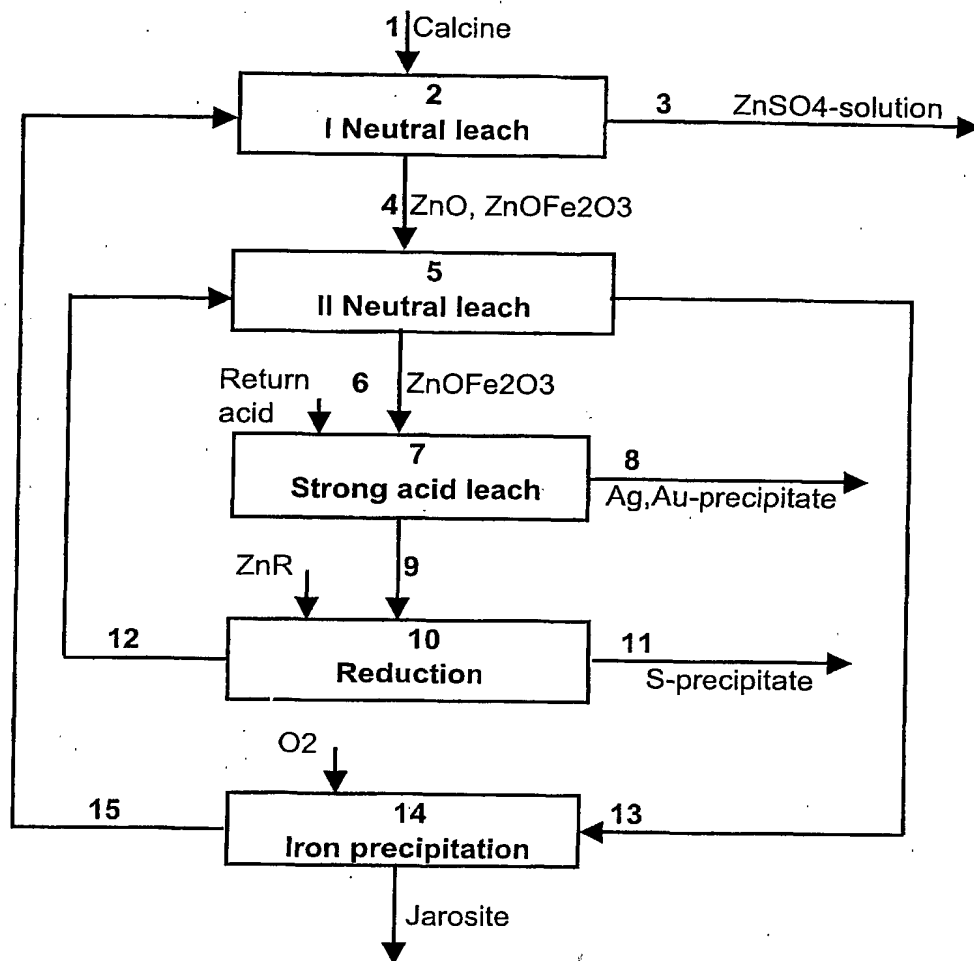 1 Calcine
2
I Neutral leach
3 ZnSO4-solution
4 ZnO, ZnOFe2O3
5
II Neutral leach
Return
acid
6 ZnOFe2O3
7
Strong acid leach
8
Ag,Au-precipitate
ZnR
9
12
10
Reduction
11
S-precipitate
O2
15
14
Iron precipitation
13
Jarosite